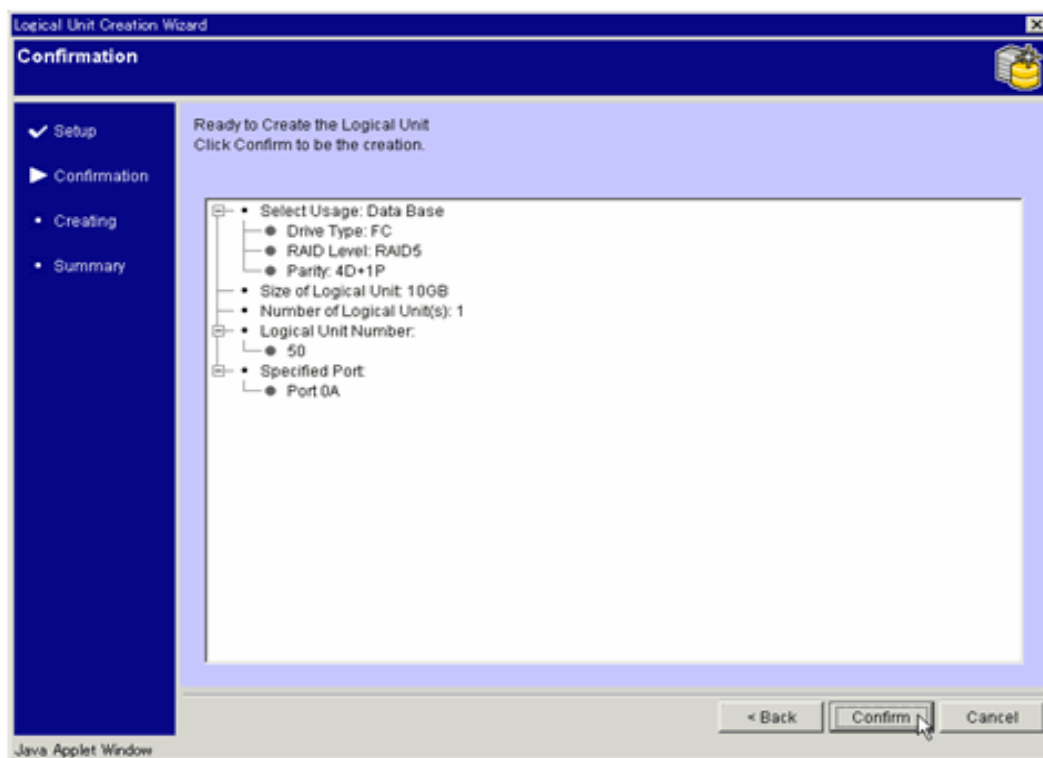 Logical Unit Creation Wizard
Confirmation
Setup
Confirmation
Creating
Summary
Ready to Create the Logical Unit
Click Confirm to be the creation.
Select Usage: Data Base
Drive Type: FC
RAID Level: RAID5
Parity: 4D+1P
Size of Logical Unit: 10GB
Number of Logical Unit(s): 1
Logical Unit Number:
50
Specified Port:
Port 0A
< Back
Confirm
Cancel
Java Applet Window